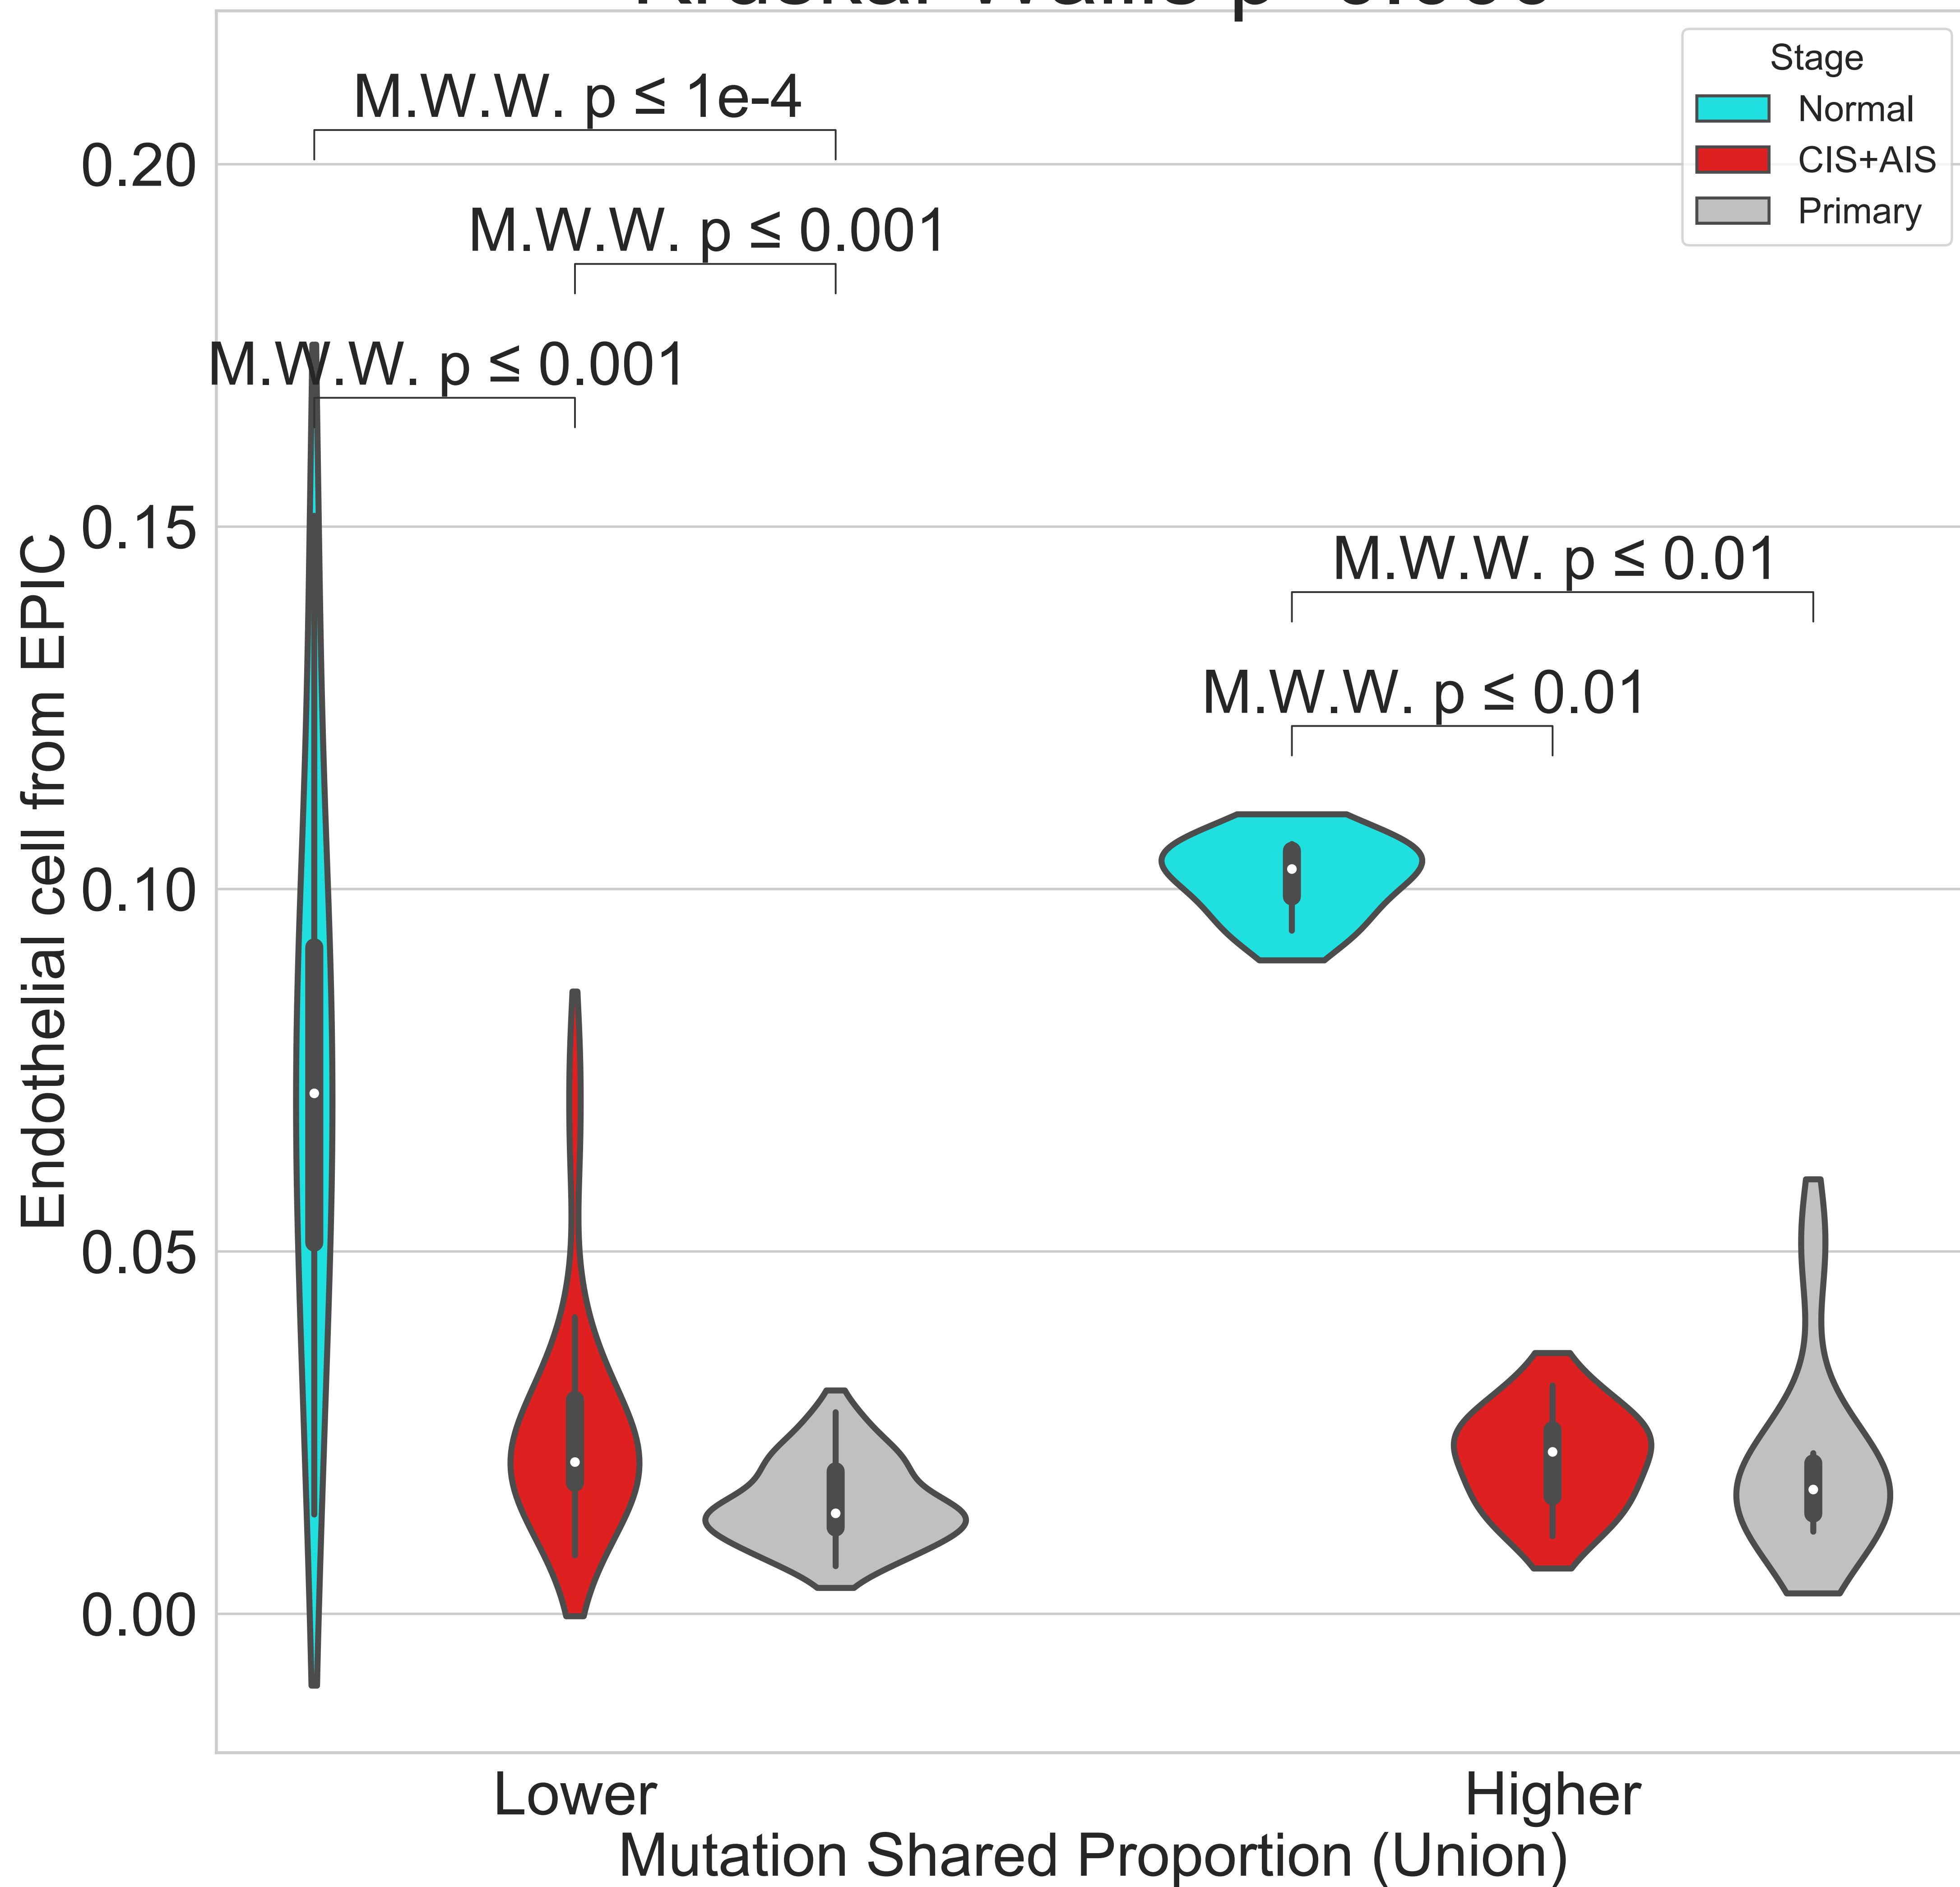 Stage
Normal
CIS+AIS
Primary
M.W.W. p ≤ 1e-4
M.W.W. p ≤ 0.001
M.W.W. p ≤ 0.001
M.W.W. p ≤ 0.01
M.W.W. p ≤ 0.01
0.20
0.15
0.10
0.05
0.00
Endothelial cell from EPIC
Lower
Higher
Mutation Shared Proportion (Union)